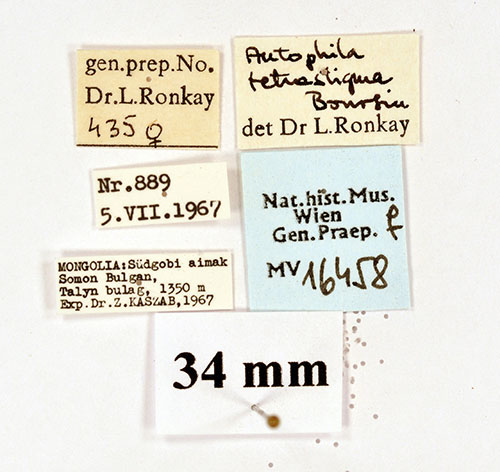 gen.prep.No.
Dr.L.Ronkay
435 ♀
Autophila
tetrastigma
Boursin
det Dr L.Ronkay
Nr.889
5.VII.1967
Nat.hist.Mus.
Wien
Gen.Praep. ♀
MV 16458
MONGOLIA:Südgobi aimak
Somon Bulgan,
Talyn bulag, 1350 m
Exp.Dr.Z.KASZAB,1967
34 mm